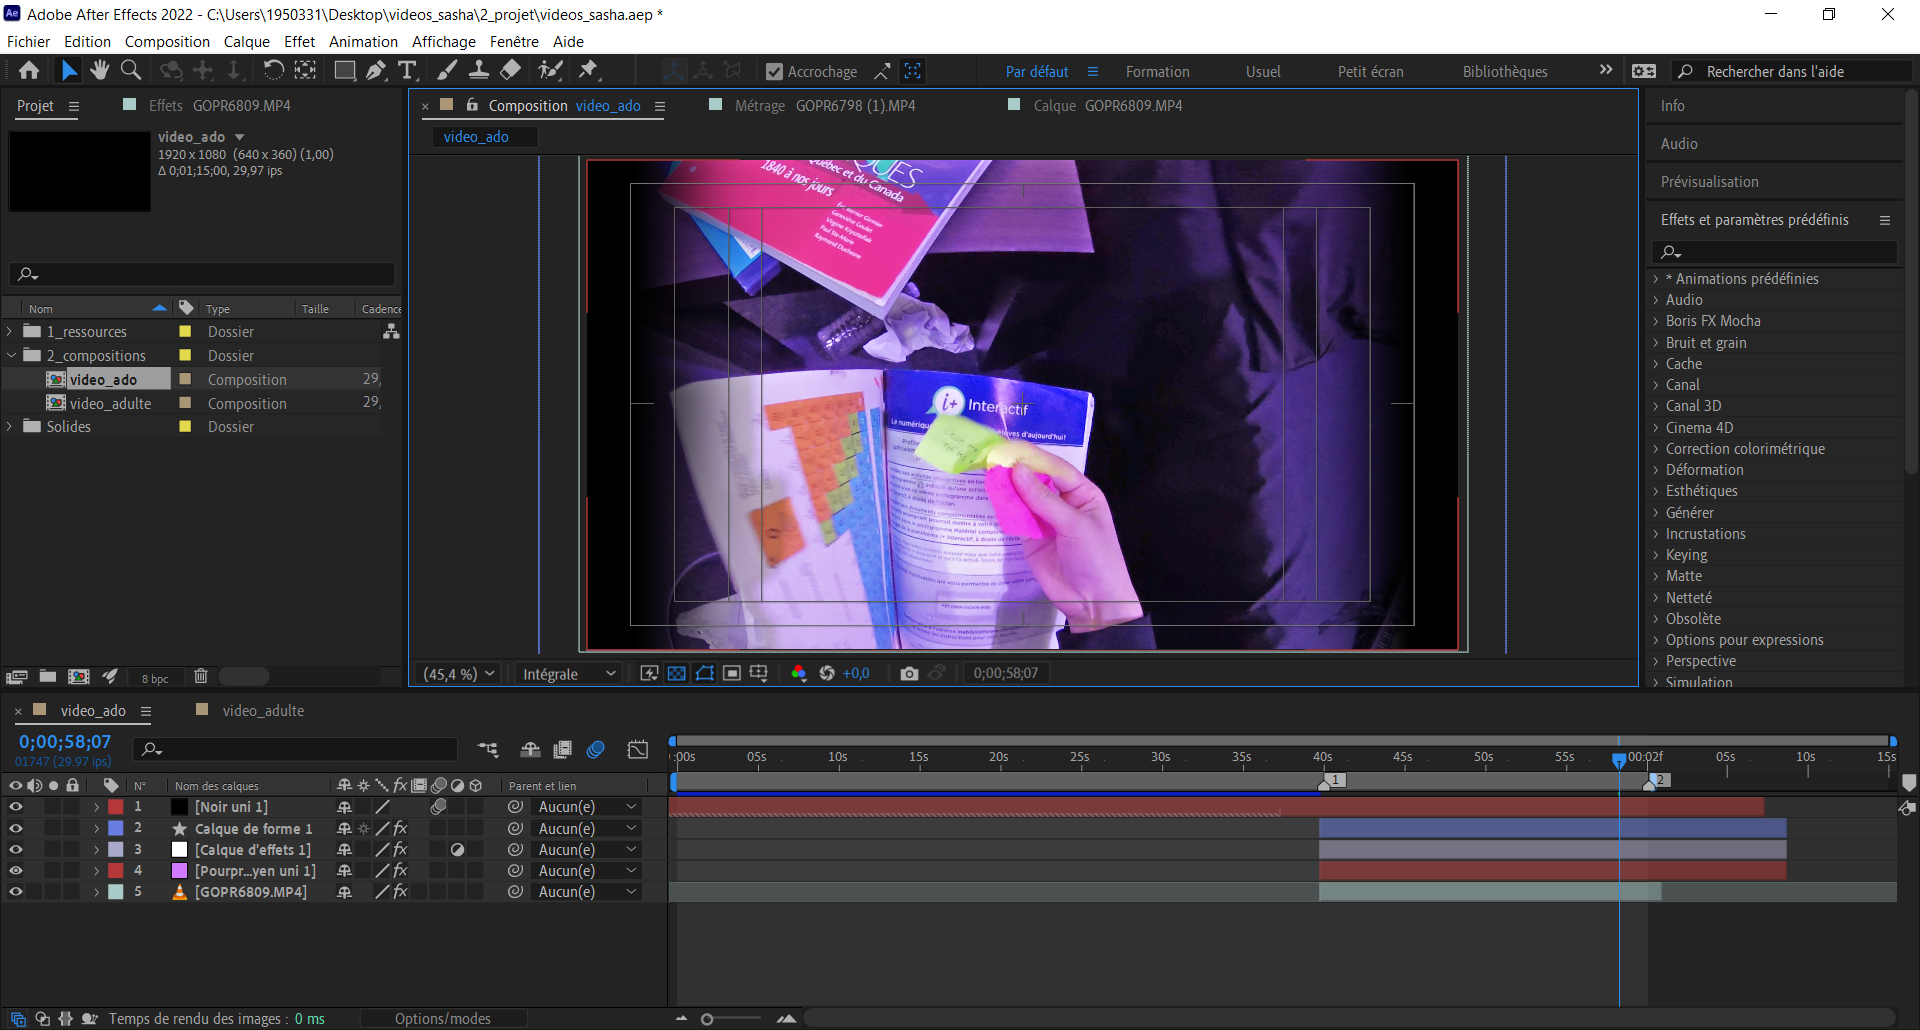 Adobe After Effects 2022 - C:\Users\1950331\Desktop\videos_sasha\2_projet\videos_sasha.aep *
Fichier Edition Composition Calque Effet Animation Affichage Fenêtre Aide
Accrochage
Par défaut Formation Usuel Petit écran Bibliothèques
Rechercher dans l'aide
Projet
Effets GOPR6809.MP4
video_ado
1920 x 1080 (640 x 360) (1,00)
Δ 0;01;15;00, 29,97 ips
Nom Type Taille Cadence
1_ressources Dossier
2_compositions Dossier
video_ado Composition 29,
video_adulte Composition 29,
Solides Dossier
8 bpc
Composition video_ado
Métrage GOPR6798 (1).MP4
Calque GOPR6809.MP4
video_ado
Québec et du Canada
1840 à nos jours
i+ Interactif
(45,4 %)
Intégrale
+0,0
0;00;58;07
Info
Audio
Prévisualisation
Effets et paramètres prédéfinis
* Animations prédéfinies
Audio
Boris FX Mocha
Bruit et grain
Cache
Canal
Canal 3D
Cinema 4D
Correction colorimétrique
Déformation
Esthétiques
Générer
Incrustations
Keying
Matte
Netteté
Obsolète
Options pour expressions
Perspective
Simulation
video_ado
video_adulte
0;00;58;07
01747 (29.97 ips)
:00s 05s 10s 15s 20s 25s 30s 35s 40s 45s 50s 55s 00:02f 05s 10s 15s
1 2
N° Nom des calques Parent et lien
1 [Noir uni 1] Aucun(e)
2 Calque de forme 1 Aucun(e)
3 [Calque d'effets 1] Aucun(e)
4 [Pourpr...yen uni 1] Aucun(e)
5 [GOPR6809.MP4] Aucun(e)
Temps de rendu des images : 0 ms
Options/modes